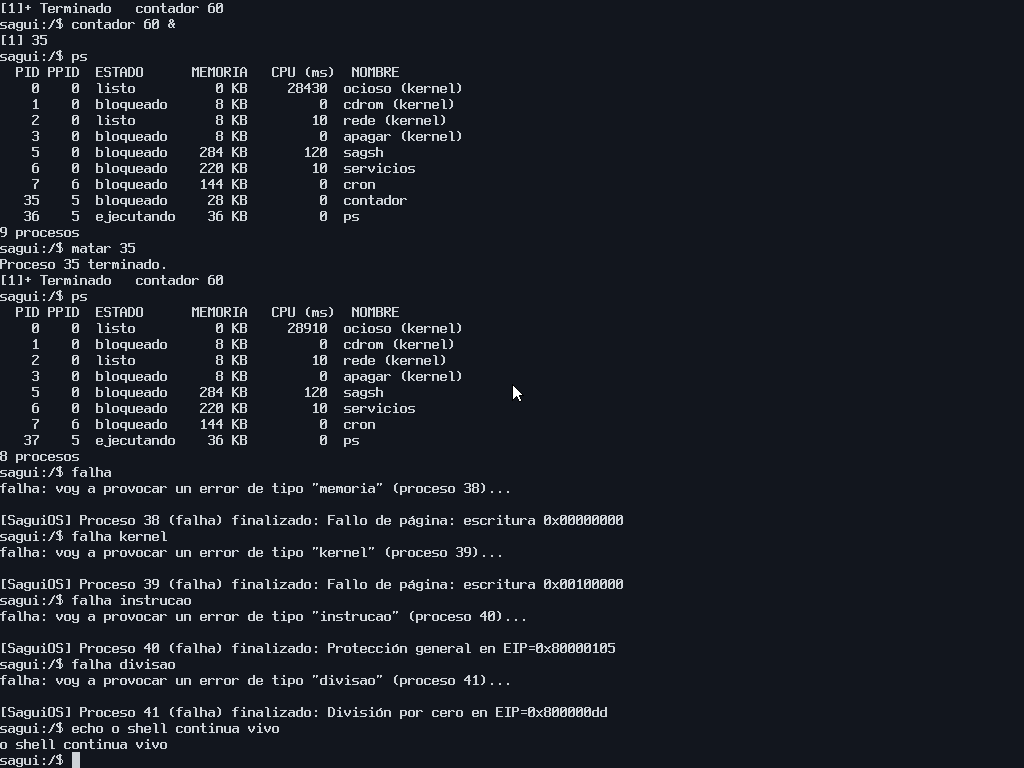 [1]+ Terminado   contador 60
sagui:/$ contador 60 &
[1] 35
sagui:/$ ps
  PID PPID  ESTADO      MEMORIA   CPU (ms)  NOMBRE
    0    0  listo          0 KB     28430  ocioso (kernel)
    1    0  bloqueado      8 KB         0  cdrom (kernel)
    2    0  listo          8 KB        10  rede (kernel)
    3    0  bloqueado      8 KB         0  apagar (kernel)
    5    0  bloqueado    284 KB       120  sagsh
    6    0  bloqueado    220 KB        10  servicios
    7    6  bloqueado    144 KB         0  cron
   35    5  bloqueado     28 KB         0  contador
   36    5  ejecutando    36 KB         0  ps
9 procesos
sagui:/$ matar 35
Proceso 35 terminado.
[1]+ Terminado   contador 60
sagui:/$ ps
  PID PPID  ESTADO      MEMORIA   CPU (ms)  NOMBRE
    0    0  listo          0 KB     28910  ocioso (kernel)
    1    0  bloqueado      8 KB         0  cdrom (kernel)
    2    0  listo          8 KB        10  rede (kernel)
    3    0  bloqueado      8 KB         0  apagar (kernel)
    5    0  bloqueado    284 KB       120  sagsh
    6    0  bloqueado    220 KB        10  servicios
    7    6  bloqueado    144 KB         0  cron
   37    5  ejecutando    36 KB         0  ps
8 procesos
sagui:/$ falha
falha: voy a provocar un error de tipo "memoria" (proceso 38)...

[SaguiOS] Proceso 38 (falha) finalizado: Fallo de página: escritura 0x00000000
sagui:/$ falha kernel
falha: voy a provocar un error de tipo "kernel" (proceso 39)...

[SaguiOS] Proceso 39 (falha) finalizado: Fallo de página: escritura 0x00100000
sagui:/$ falha instrucao
falha: voy a provocar un error de tipo "instrucao" (proceso 40)...

[SaguiOS] Proceso 40 (falha) finalizado: Protección general en EIP=0x80000105
sagui:/$ falha divisao
falha: voy a provocar un error de tipo "divisao" (proceso 41)...

[SaguiOS] Proceso 41 (falha) finalizado: División por cero en EIP=0x800000dd
sagui:/$ echo o shell continua vivo
o shell continua vivo
sagui:/$